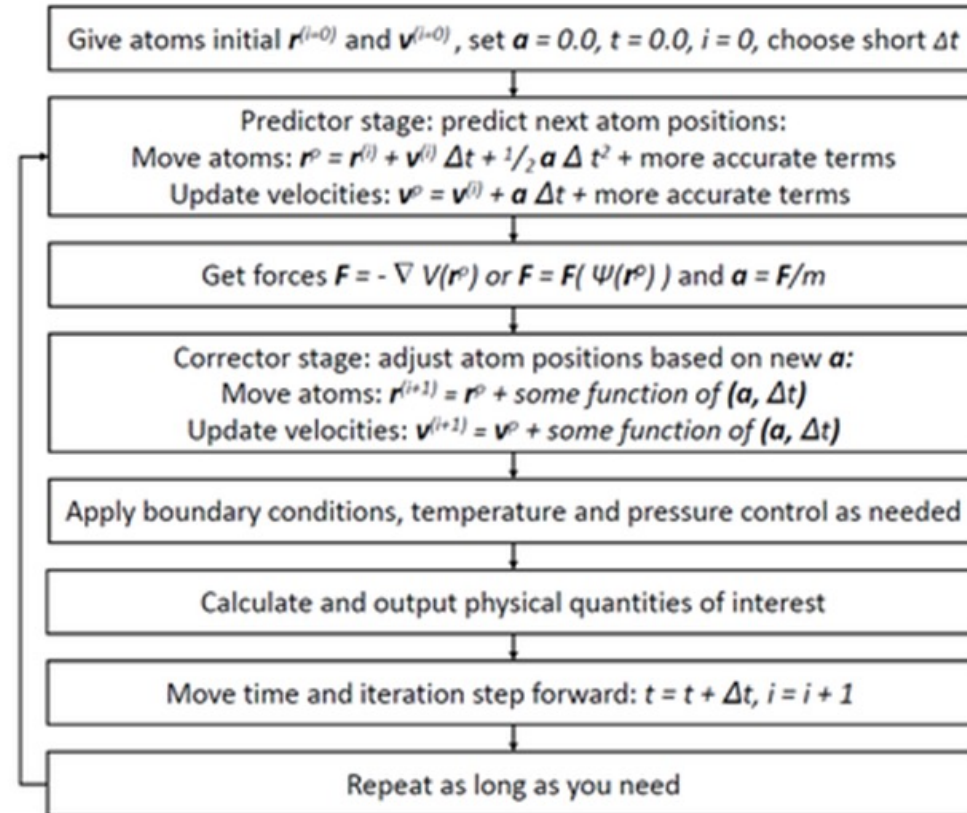 Give atoms initial r⁽ⁱ⁼⁰⁾ and v⁽ⁱ⁼⁰⁾, set a = 0.0, t = 0.0, i = 0, choose short Δt
Predictor stage: predict next atom positions:
Move atoms: rᵖ = r⁽ⁱ⁾ + v⁽ⁱ⁾ Δt + ¹/₂ a Δ t² + more accurate terms
Update velocities: vᵖ = v⁽ⁱ⁾ + a Δt + more accurate terms
Get forces F = - ∇ V(rᵖ) or F = F( Ψ(rᵖ) ) and a = F/m
Corrector stage: adjust atom positions based on new a:
Move atoms: r⁽ⁱ⁺¹⁾ = rᵖ + some function of (a, Δt)
Update velocities: v⁽ⁱ⁺¹⁾ = vᵖ + some function of (a, Δt)
Apply boundary conditions, temperature and pressure control as needed
Calculate and output physical quantities of interest
Move time and iteration step forward: t = t + Δt, i = i + 1
Repeat as long as you need